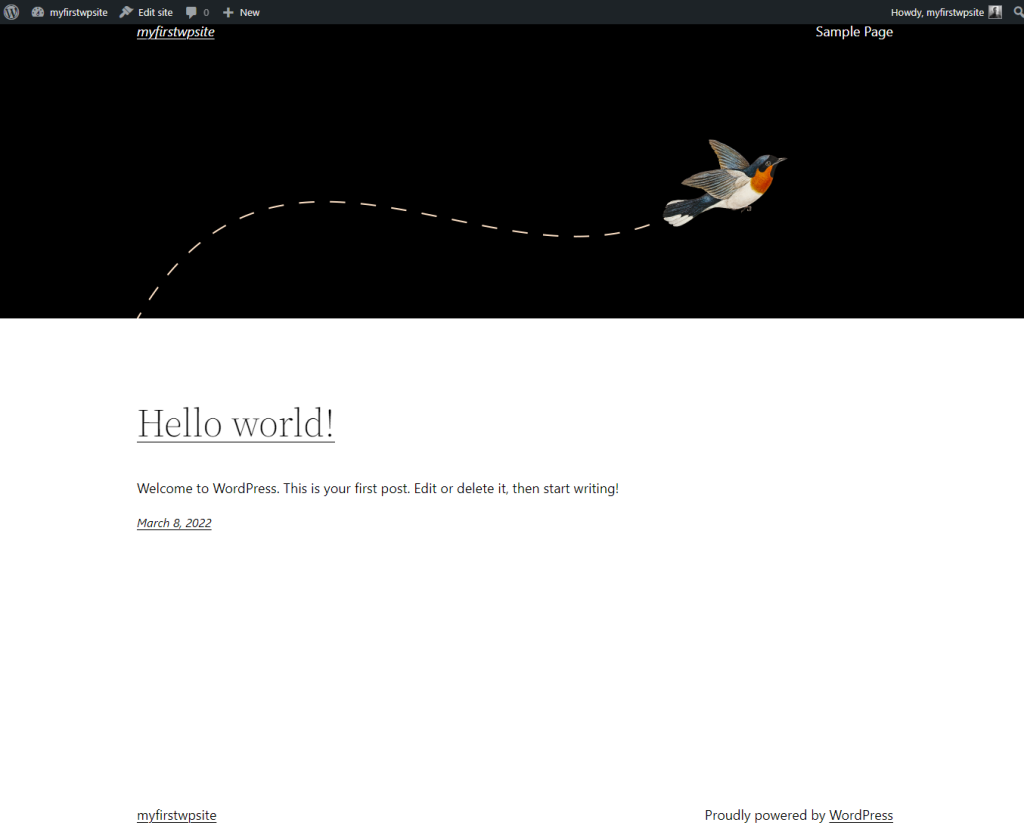 myfirstwpsite Edit site 0 New Howdy, myfirstwpsite
myfirstwpsite Sample Page
Hello world!
Welcome to WordPress. This is your first post. Edit or delete it, then start writing!
March 8, 2022
myfirstwpsite Proudly powered by WordPress